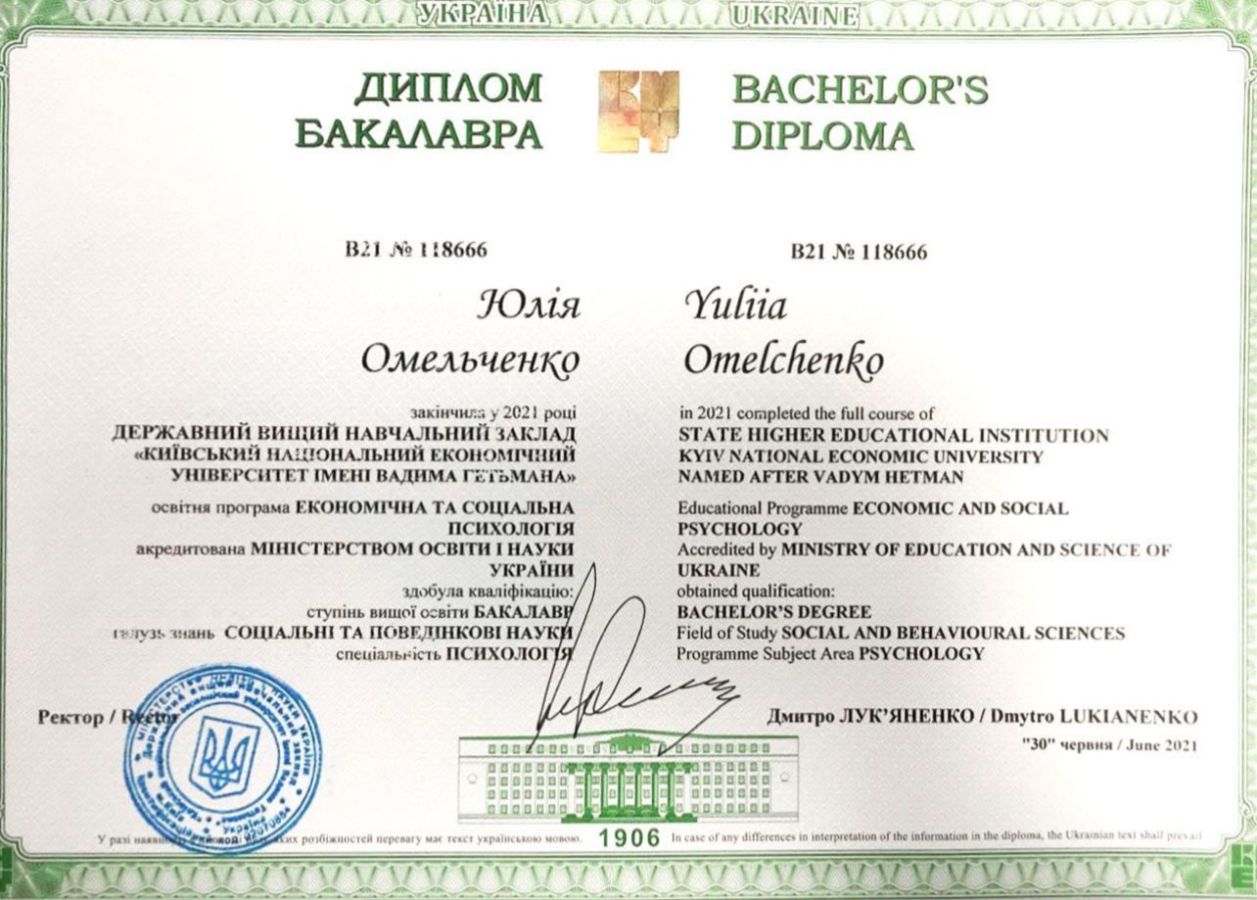 УКРАЇНА
UKRAINE
ДИПЛОМ
БАКАЛАВРА
BACHELOR'S
DIPLOMA
B21 № 118666
Юлія
Омельченко
закінчила у 2021 році
ДЕРЖАВНИЙ ВИЩИЙ НАВЧАЛЬНИЙ ЗАКЛАД
«КИЇВСЬКИЙ НАЦІОНАЛЬНИЙ ЕКОНОМІЧНИЙ
УНІВЕРСИТЕТ ІМЕНІ ВАДИМА ГЕТЬМАНА»
освітня програма ЕКОНОМІЧНА ТА СОЦІАЛЬНА
ПСИХОЛОГІЯ
акредитована МІНІСТЕРСТВОМ ОСВІТИ І НАУКИ
УКРАЇНИ
здобула кваліфікацію:
ступінь вищої освіти БАКАЛАВР
галузь знань СОЦІАЛЬНІ ТА ПОВЕДІНКОВІ НАУКИ
спеціальність ПСИХОЛОГІЯ
B21 № 118666
Yuliia
Omelchenko
in 2021 completed the full course of
STATE HIGHER EDUCATIONAL INSTITUTION
KYIV NATIONAL ECONOMIC UNIVERSITY
NAMED AFTER VADYM HETMAN
Educational Programme ECONOMIC AND SOCIAL
PSYCHOLOGY
Accredited by MINISTRY OF EDUCATION AND SCIENCE OF
UKRAINE
obtained qualification:
BACHELOR'S DEGREE
Field of Study SOCIAL AND BEHAVIOURAL SCIENCES
Programme Subject Area PSYCHOLOGY
Ректор / Rector
Дмитро ЛУК'ЯНЕНКО / Dmytro LUKIANENKO
"30" червня / June 2021
У разі розбіжностей перевагу має текст українською мовою.
1906
In case of any differences in interpretation of the information in the diploma, the Ukrainian text shall prevail